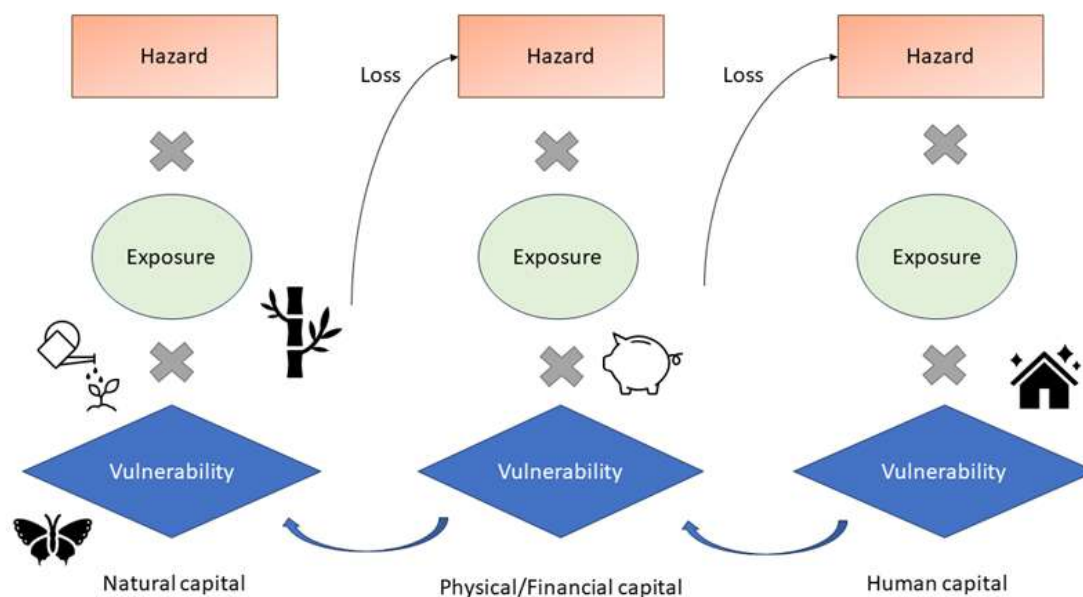 Hazard
Loss
Hazard
Loss
Hazard
Exposure
Exposure
Exposure
Vulnerability
Vulnerability
Vulnerability
Natural capital
Physical/Financial capital
Human capital